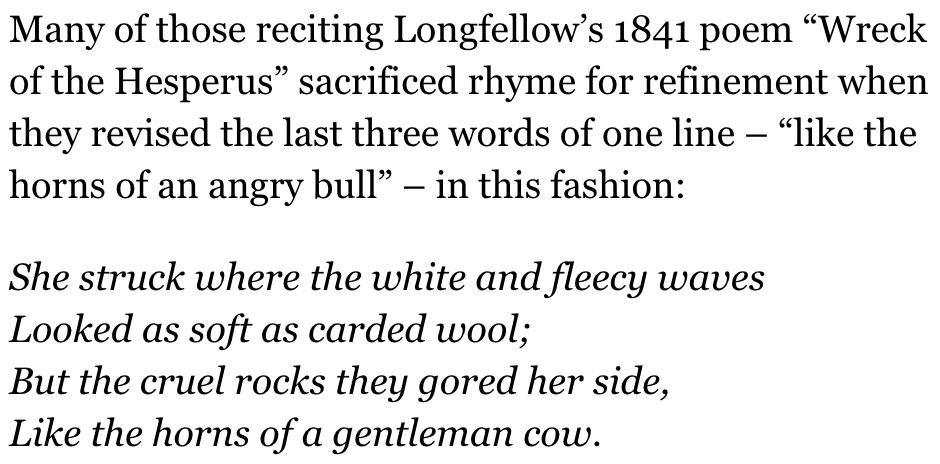 Many of those reciting Longfellow’s 1841 poem “Wreck
of the Hesperus” sacrificed rhyme for refinement when
they revised the last three words of one line – “like the
horns of an angry bull” – in this fashion:
She struck where the white and fleecy waves
Looked as soft as carded wool;
But the cruel rocks they gored her side,
Like the horns of a gentleman cow.